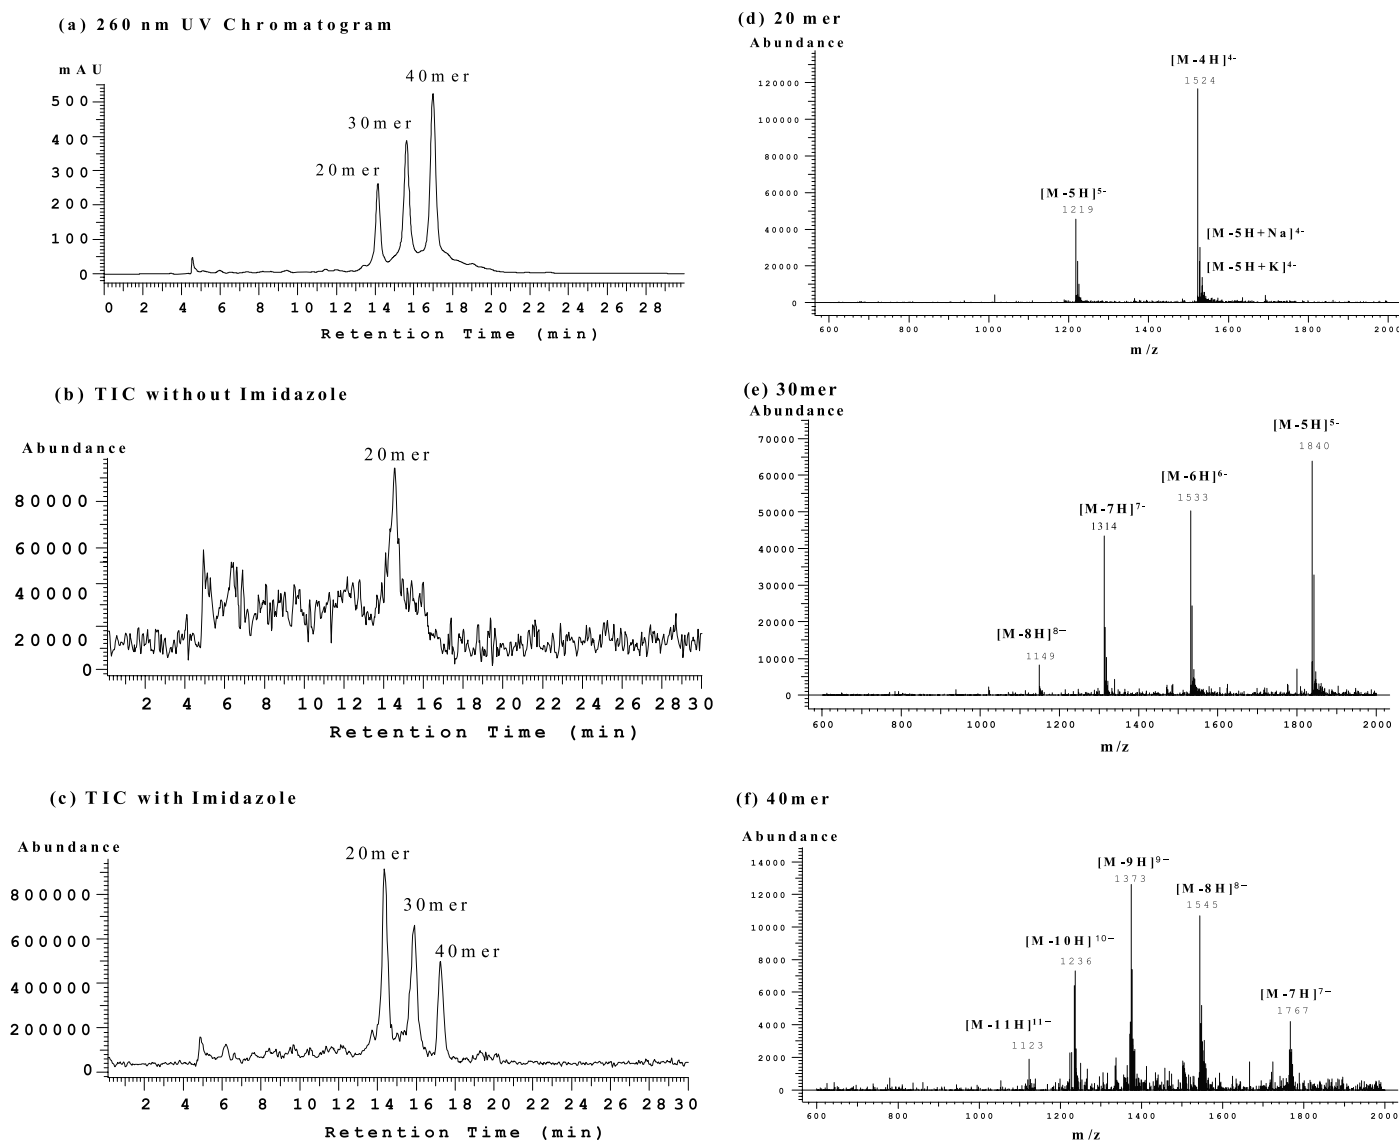 (a) 260 nm UV Chromatogram
mAU
40mer
500
400
30mer
300
20mer
200
100
0
0 2 4 6 8 10 12 14 16 18 20 22 24 26 28
Retention Time (min)
(b) TIC without Imidazole
Abundance
20mer
80000
60000
40000
20000
0
2 4 6 8 10 12 14 16 18 20 22 24 26 28 30
Retention Time (min)
(c) TIC with Imidazole
Abundance
20mer
800000
30mer
600000
40mer
400000
200000
0
2 4 6 8 10 12 14 16 18 20 22 24 26 28 30
Retention Time (min)
(d) 20 mer
Abundance
[M-4H]4-
1524
120000
100000
80000
60000
[M-5H]5-
1219
40000
[M-5H+Na]4-
20000
[M-5H+K]4-
0
600 800 1000 1200 1400 1600 1800 2000
m/z
(e) 30mer
Abundance
[M-5H]5-
1840
70000
60000
[M-6H]6-
1533
50000
[M-7H]7-
1314
40000
30000
20000
[M-8H]8–
1149
10000
0
600 800 1000 1200 1400 1600 1800 2000
m/z
(f) 40mer
Abundance
14000
[M-9H]9–
1373
12000
[M-8H]8–
1545
10000
[M-10H]10–
1236
8000
6000
[M-7H]7–
1767
4000
[M-11H]11–
1123
2000
0
600 800 1000 1200 1400 1600 1800 2000
m/z